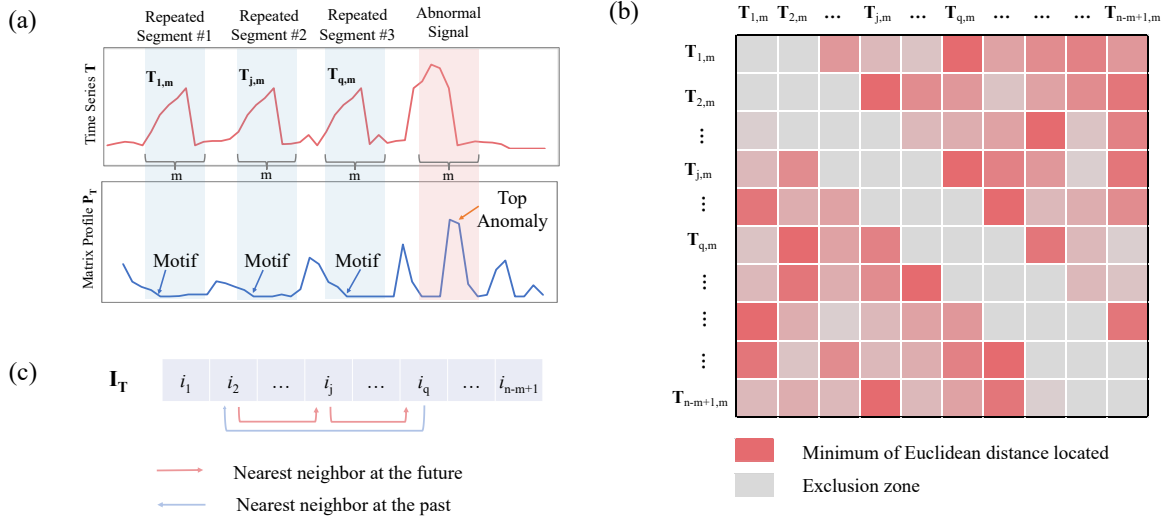 (a)
Repeated Segment #1
Repeated Segment #2
Repeated Segment #3
Abnormal Signal
Time Series T
T1,m
Tj,m
Tq,m
m
m
m
m
Matrix Profile PT
Motif
Motif
Motif
Top Anomaly
(b)
T1,m T2,m ... Tj,m ... Tq,m ... ... ... Tn-m+1,m
T1,m
T2,m
⋮
Tj,m
⋮
Tq,m
⋮
⋮
⋮
Tn-m+1,m
Minimum of Euclidean distance located
Exclusion zone
(c)
IT i1 i2 ... ij ... iq ... in-m+1
Nearest neighbor at the future
Nearest neighbor at the past